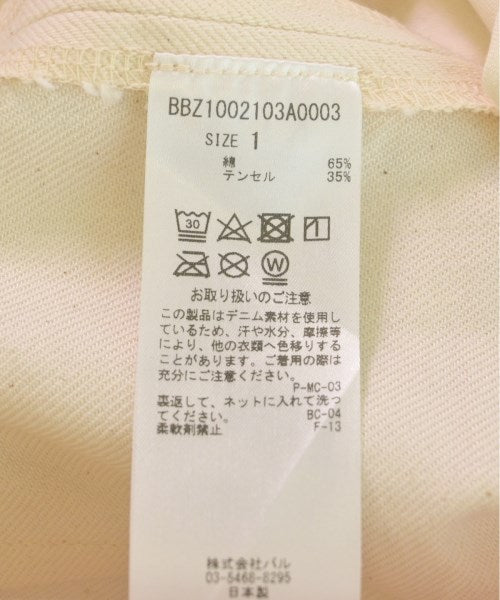 BBZ1002103A0003
SIZE 1
綿 65%
テンセル 35%
30
W
お取り扱いのご注意
この製品はデニム素材を使用し
ているため、汗や水分、摩擦等
により、他の衣類へ色移りする
ことがあります。ご着用の際は
充分にご注意ください。
P-MC-03
裏返して、ネットに入れて洗っ
てください。 BC-04
柔軟剤禁止 F-13
株式会社パル
03-5468-8295
日本製